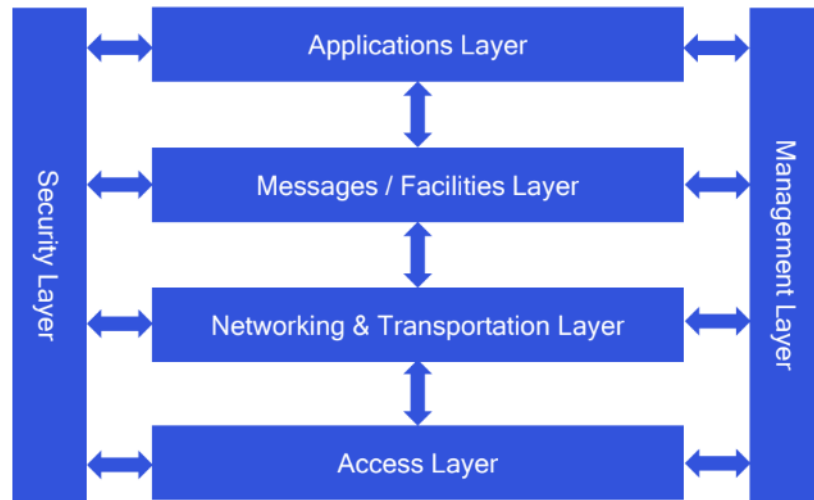 Applications Layer
Messages / Facilities Layer
Networking & Transportation Layer
Access Layer
Security Layer
Management Layer